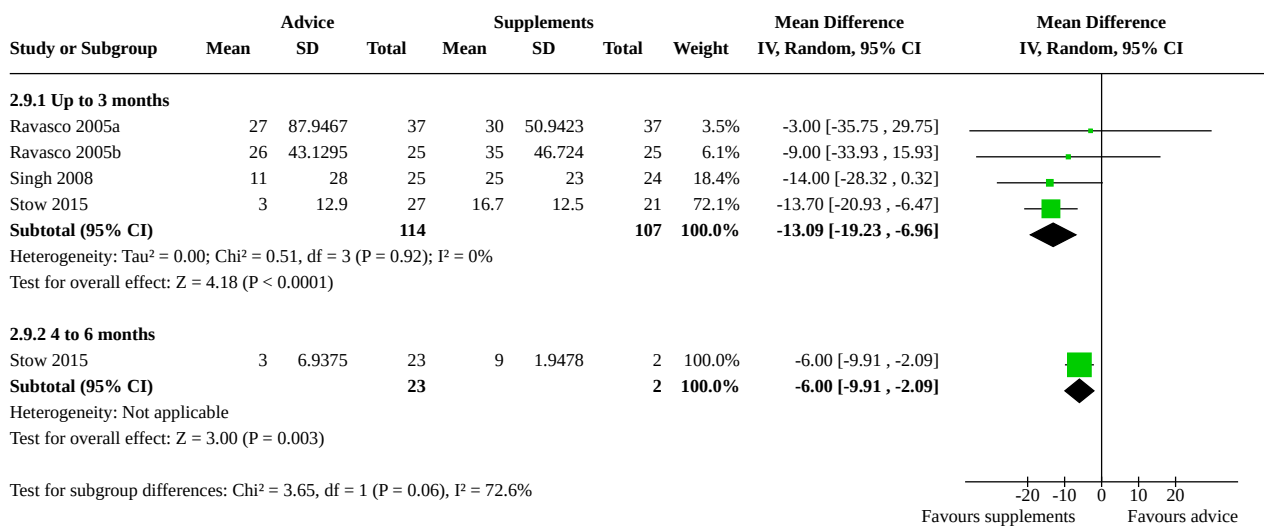 Advice Supplements Mean Difference Mean Difference
Study or Subgroup Mean SD Total Mean SD Total Weight IV, Random, 95% CI IV, Random, 95% CI
2.9.1 Up to 3 months
Ravasco 2005a 27 87.9467 37 30 50.9423 37 3.5% -3.00 [-35.75 , 29.75]
Ravasco 2005b 26 43.1295 25 35 46.724 25 6.1% -9.00 [-33.93 , 15.93]
Singh 2008 11 28 25 25 23 24 18.4% -14.00 [-28.32 , 0.32]
Stow 2015 3 12.9 27 16.7 12.5 21 72.1% -13.70 [-20.93 , -6.47]
Subtotal (95% CI) 114 107 100.0% -13.09 [-19.23 , -6.96]
Heterogeneity: Tau² = 0.00; Chi² = 0.51, df = 3 (P = 0.92); I² = 0%
Test for overall effect: Z = 4.18 (P < 0.0001)
2.9.2 4 to 6 months
Stow 2015 3 6.9375 23 9 1.9478 2 100.0% -6.00 [-9.91 , -2.09]
Subtotal (95% CI) 23 2 100.0% -6.00 [-9.91 , -2.09]
Heterogeneity: Not applicable
Test for overall effect: Z = 3.00 (P = 0.003)
Test for subgroup differences: Chi² = 3.65, df = 1 (P = 0.06), I² = 72.6%
-20 -10 0 10 20
Favours supplements Favours advice